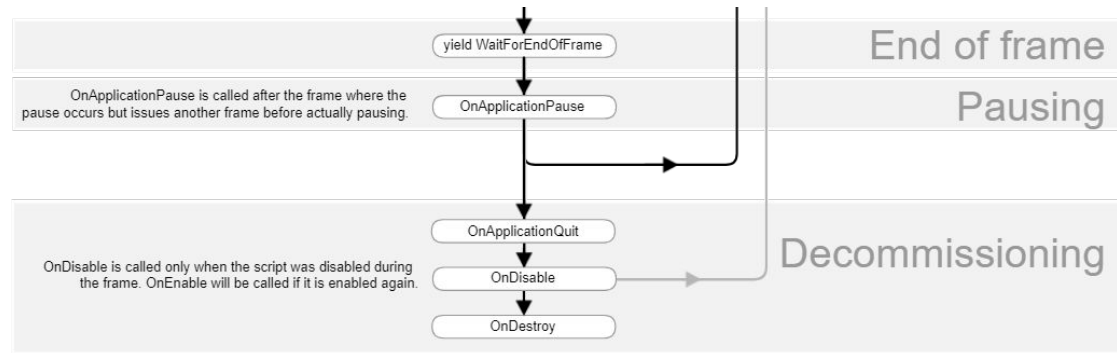 yield WaitForEndOfFrame
End of frame
OnApplicationPause is called after the frame where the
pause occurs but issues another frame before actually pausing.
OnApplicationPause
Pausing
OnApplicationQuit
Decommissioning
OnDisable is called only when the script was disabled during
the frame. OnEnable will be called if it is enabled again.
OnDisable
OnDestroy